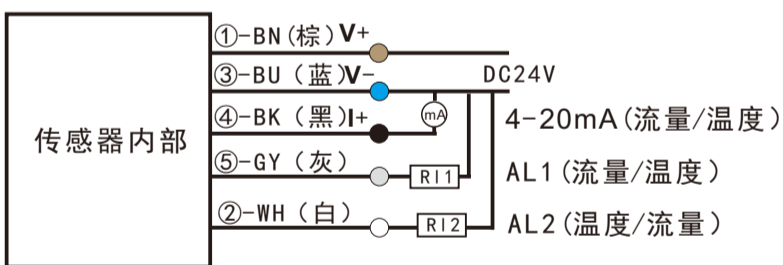 ①-BN(棕)V+
③-BU(蓝)V-
DC24V
④-BK(黑)I+
mA
4-20mA(流量/温度)
传感器内部
⑤-GY(灰)
RI1
AL1(流量/温度)
②-WH(白)
RI2
AL2(温度/流量)